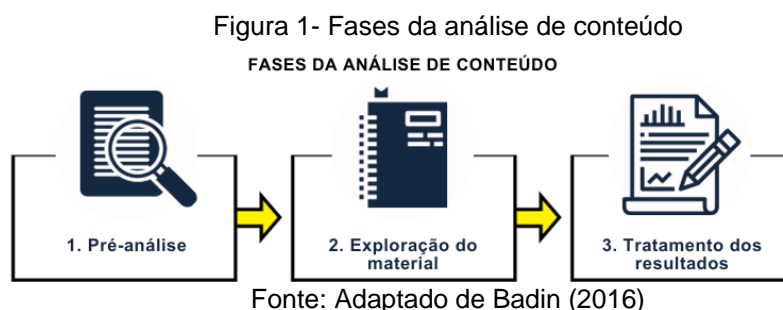 Figura 1- Fases da análise de conteúdo
FASES DA ANÁLISE DE CONTEÚDO
1. Pré-análise
2. Exploração do
material
3. Tratamento dos
resultados
Fonte: Adaptado de Badin (2016)